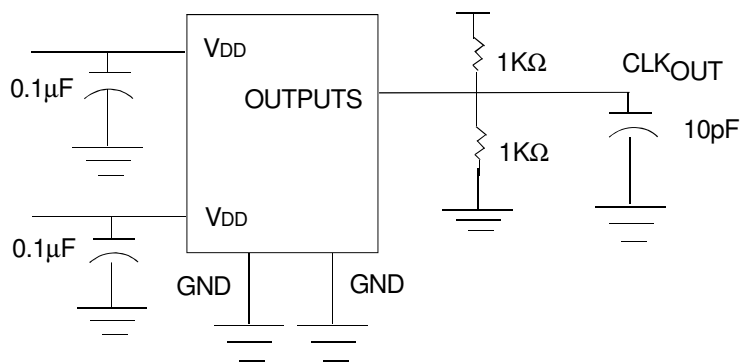 VDD
0.1µF
OUTPUTS
1KΩ
CLKOUT
10pF
1KΩ
VDD
0.1µF
GND
GND